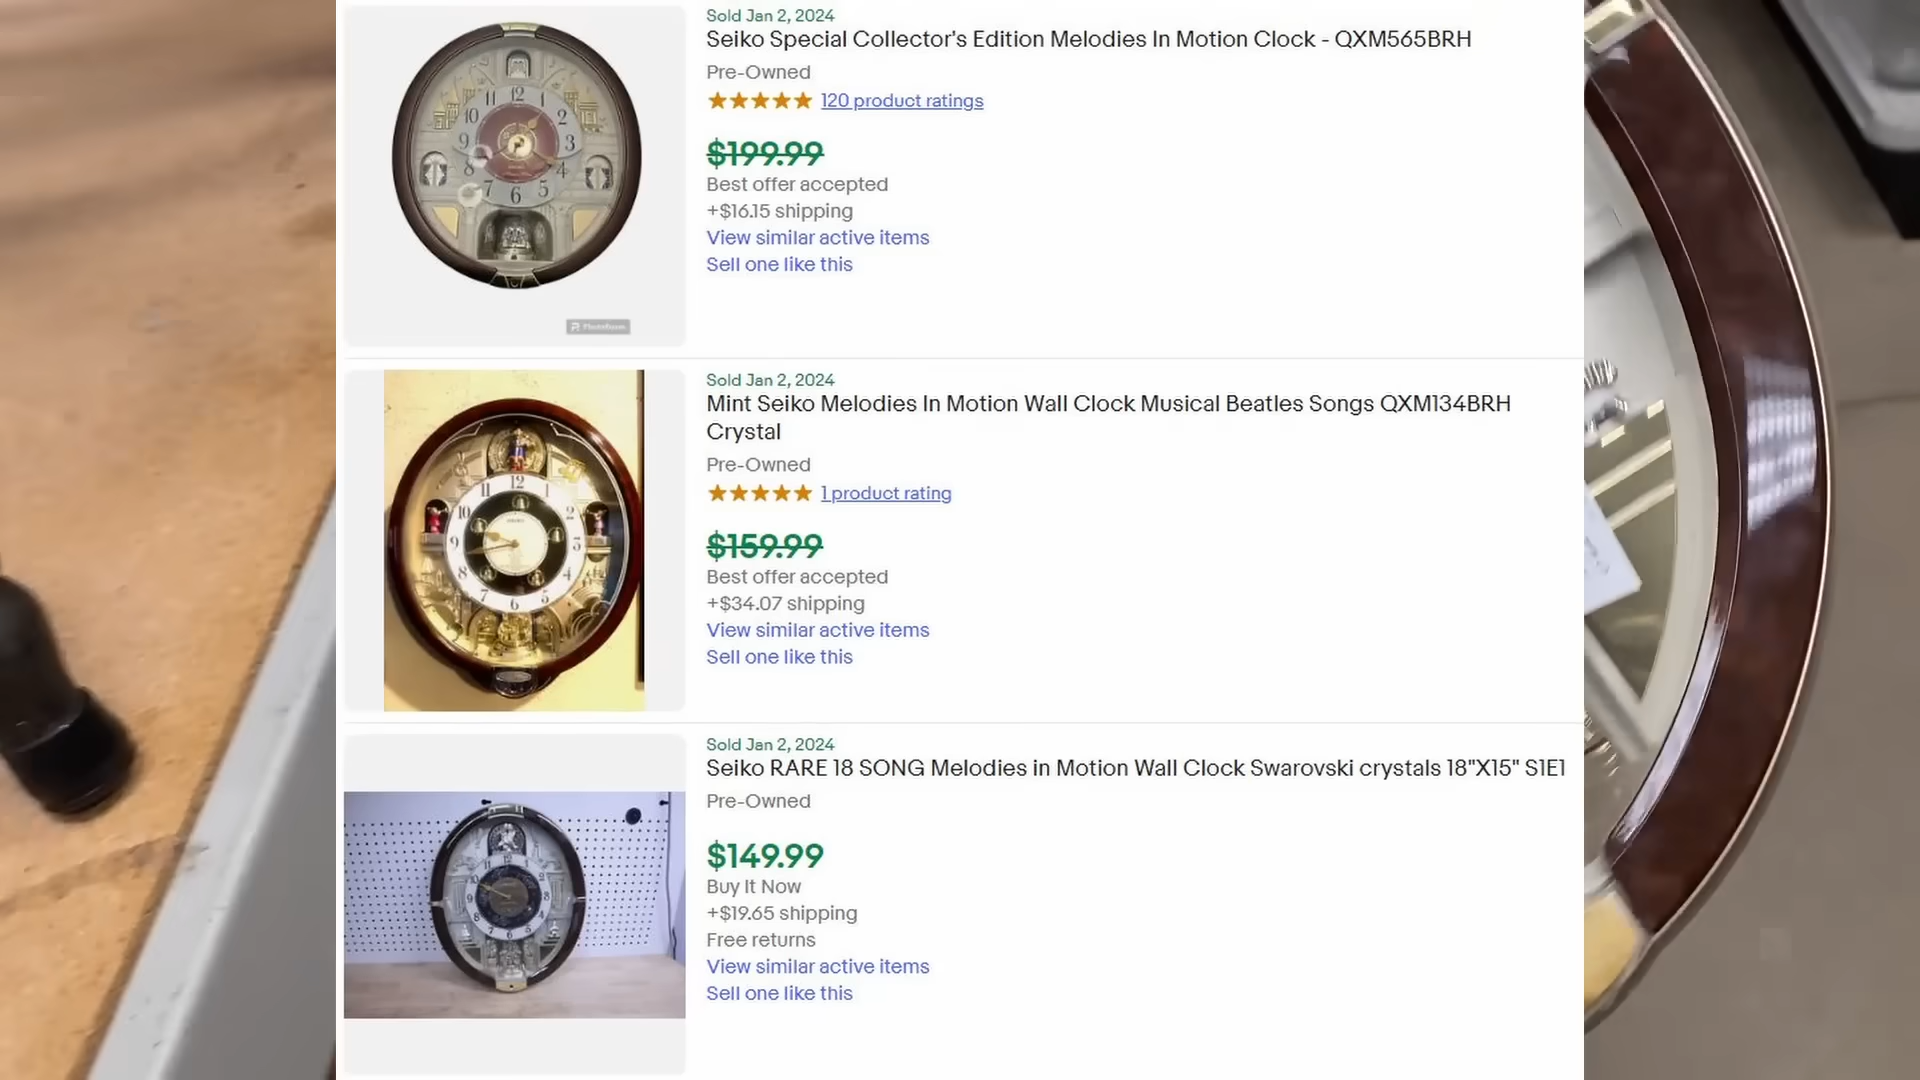 Sold Jan 2, 2024
Seiko Special Collector's Edition Melodies In Motion Clock - QXM565BRH
Pre-Owned
120 product ratings
$199.99
Best offer accepted
+$16.15 shipping
View similar active items
Sell one like this
Sold Jan 2, 2024
Mint Seiko Melodies In Motion Wall Clock Musical Beatles Songs QXM134BRH
Crystal
Pre-Owned
1 product rating
$159.99
Best offer accepted
+$34.07 shipping
View similar active items
Sell one like this
Sold Jan 2, 2024
Seiko RARE 18 SONG Melodies in Motion Wall Clock Swarovski crystals 18"X15" S1E1
Pre-Owned
$149.99
Buy It Now
+$19.65 shipping
Free returns
View similar active items
Sell one like this